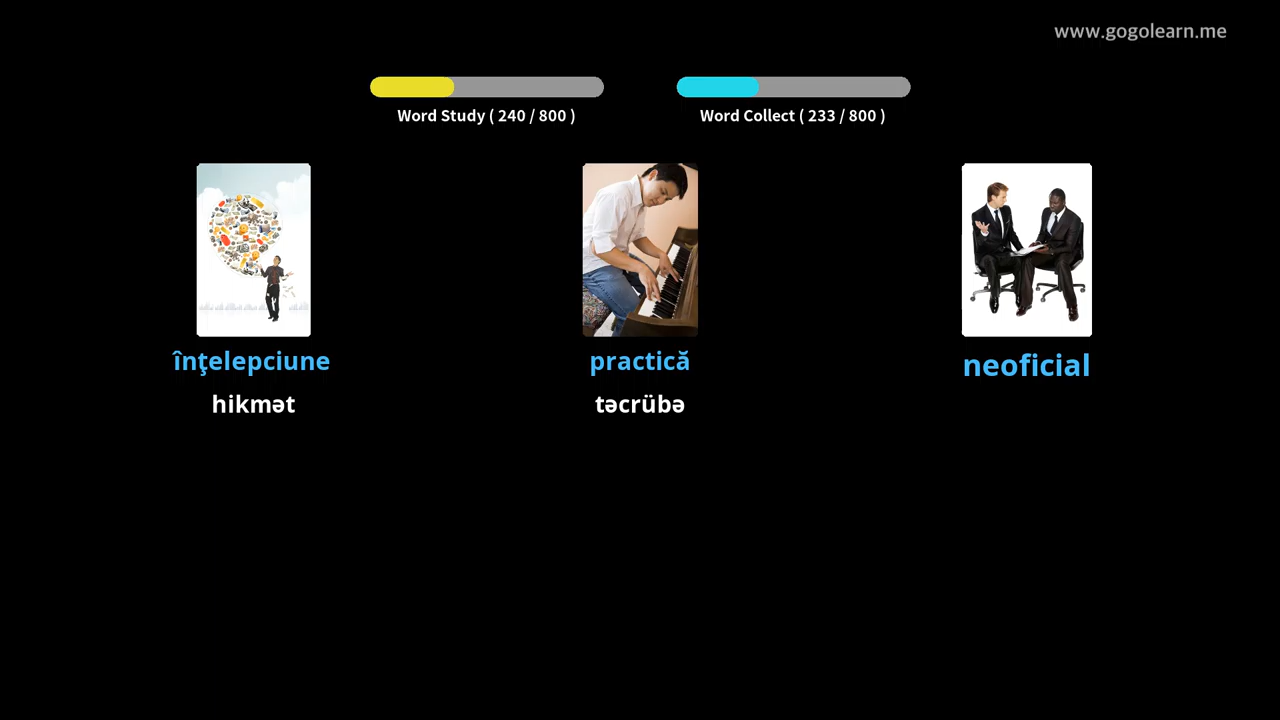 www.gogolearn.me
Word Study ( 240 / 800 )
Word Collect ( 233 / 800 )
înţelepciune
hikmət
practică
təcrübə
neoficial